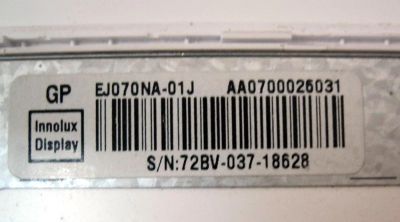 GP EJ070NA-01J AA0700026031
Innolux
Display
S/N:72BV-037-18628